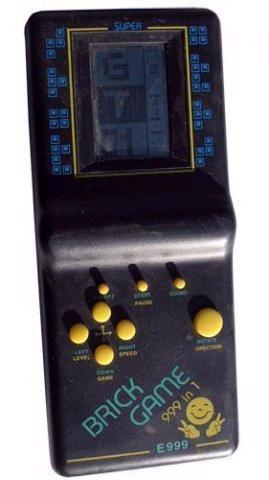 SUPER
ON/OFF
START
PAUSE
SOUND
LEFT
LEVEL
RIGHT
SPEED
ROTATE
DIRECTION
DOWN
GAME
BRICK
GAME
999 in 1
E999